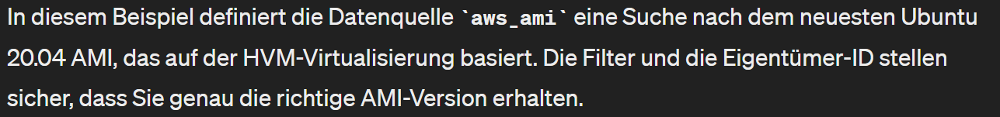 In diesem Beispiel definiert die Datenquelle `aws_ami` eine Suche nach dem neuesten Ubuntu
20.04 AMI, das auf der HVM-Virtualisierung basiert. Die Filter und die Eigentümer-ID stellen
sicher, dass Sie genau die richtige AMI-Version erhalten.